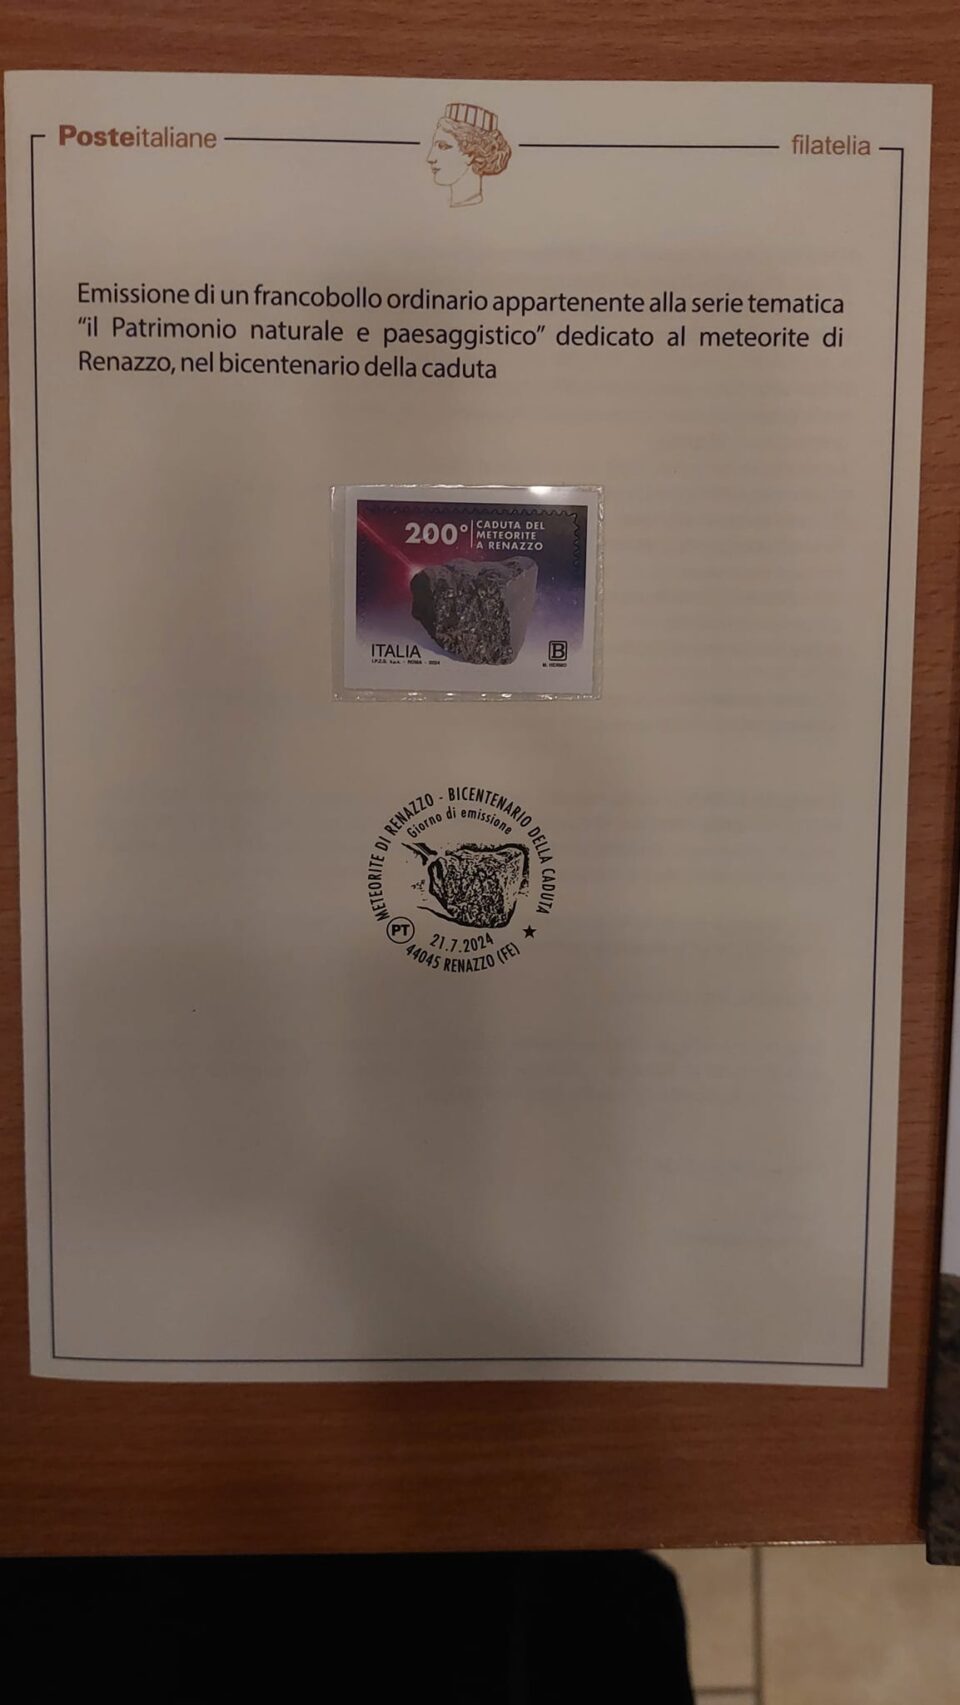 Posteitaliane
filatelia
Emissione di un francobollo ordinario appartenente alla serie tematica
“il Patrimonio naturale e paesaggistico” dedicato al meteorite di
Renazzo, nel bicentenario della caduta
200°
CADUTA DEL
METEORITE
A RENAZZO
ITALIA
B
I.P.Z.S. S.p.A. - ROMA - 2024
METEORITE DI RENAZZO - BICENTENARIO DELLA CADUTA
Giorno di emissione
PT
21.7.2024
44045 RENAZZO (FE)